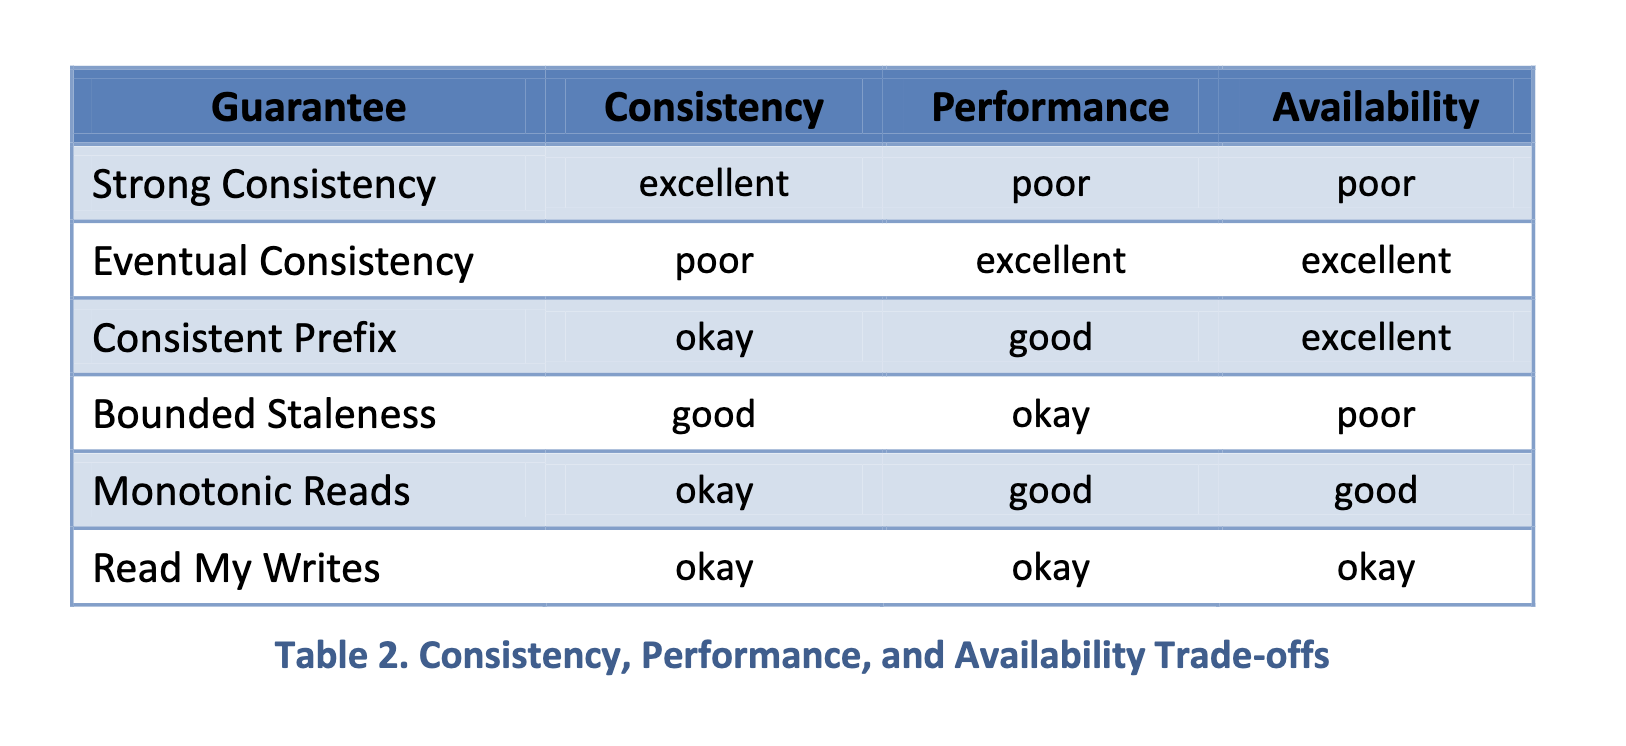 Guarantee Consistency Performance Availability
Strong Consistency excellent poor poor
Eventual Consistency poor excellent excellent
Consistent Prefix okay good excellent
Bounded Staleness good okay poor
Monotonic Reads okay good good
Read My Writes okay okay okay
Table 2. Consistency, Performance, and Availability Trade-offs